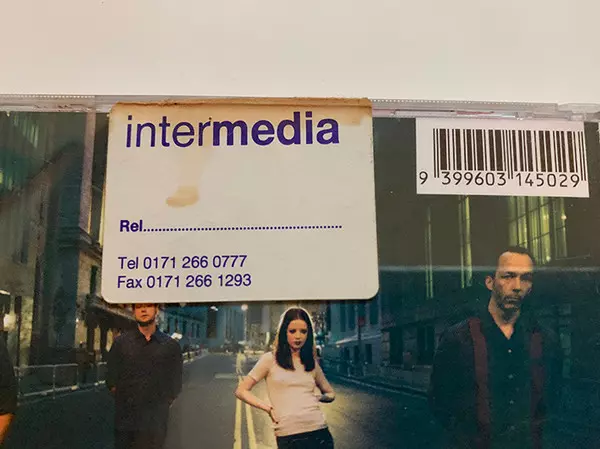 intermedia
Rel...................................................
Tel 0171 266 0777
Fax 0171 266 1293
9 399603 145029